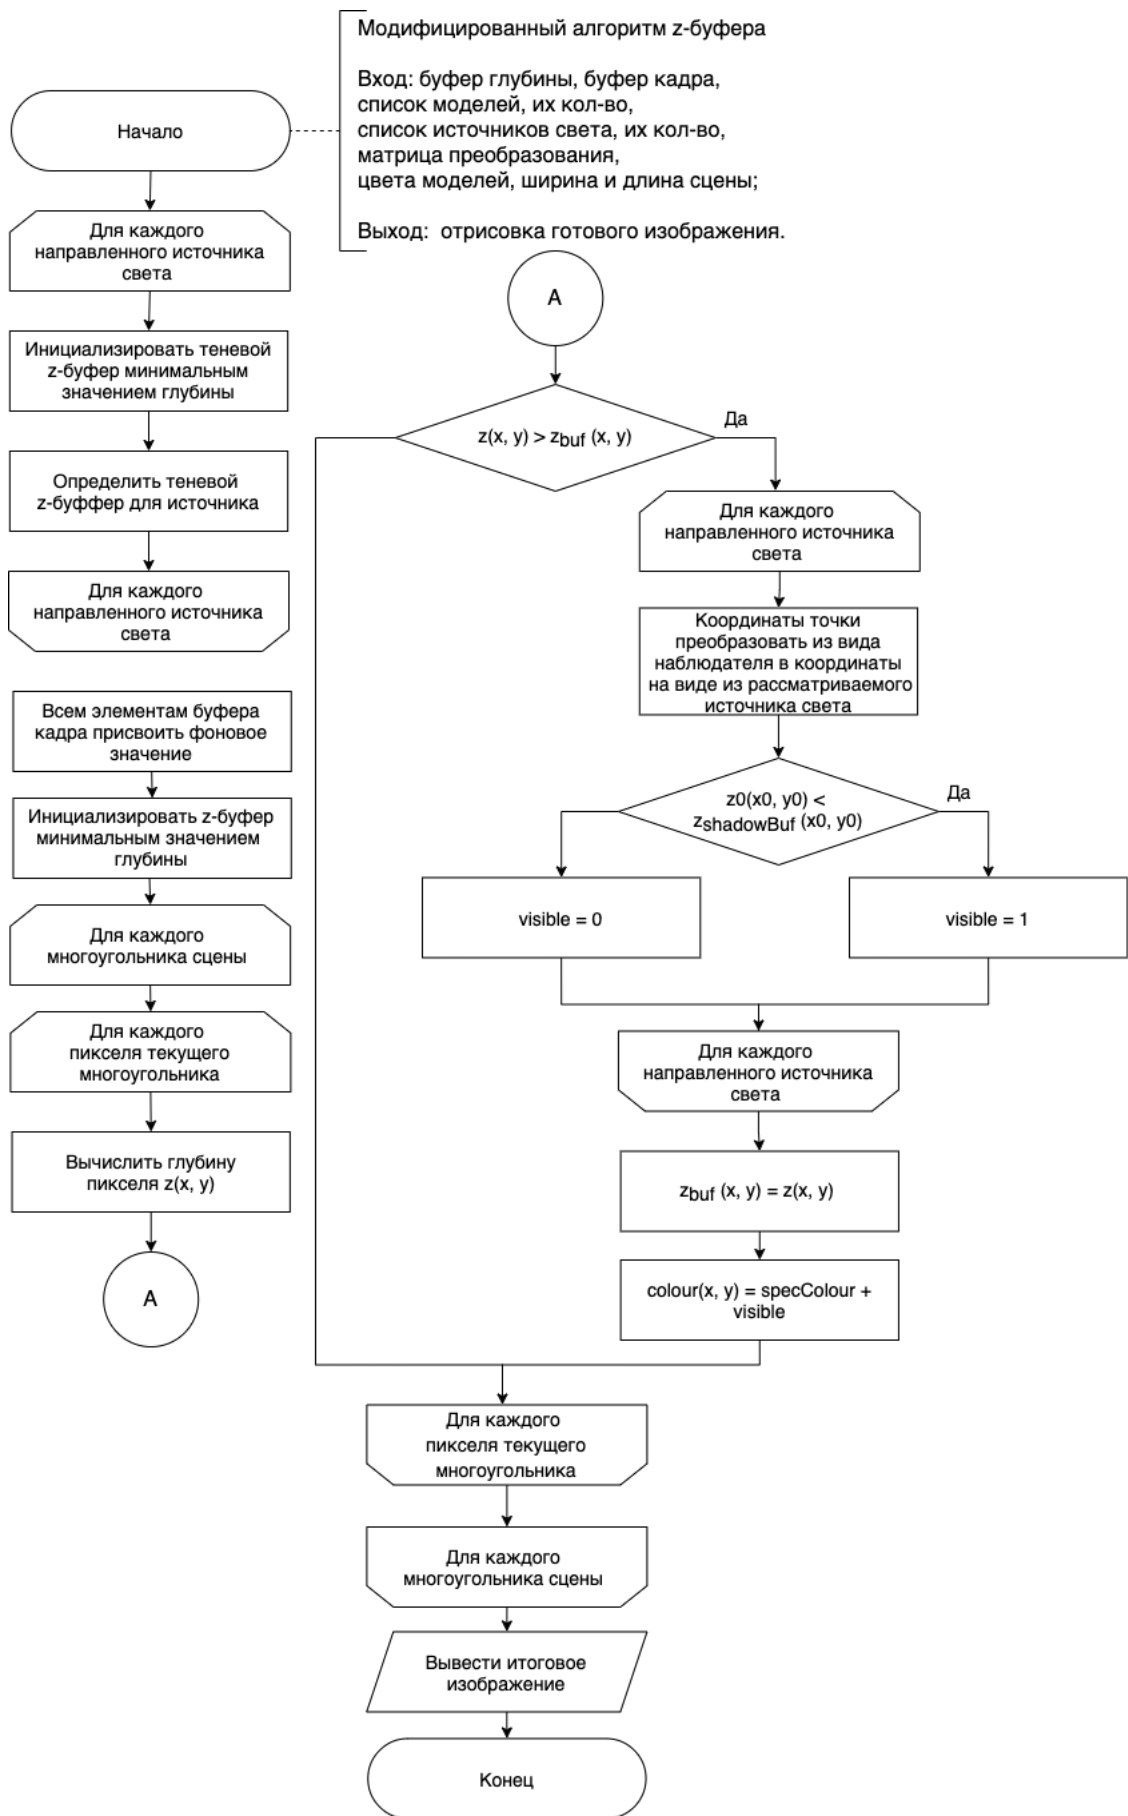 Модифицированный алгоритм z-буфера
Вход: буфер глубины, буфер кадра,
список моделей, их кол-во,
список источников света, их кол-во,
матрица преобразования,
цвета моделей, ширина и длина сцены;
Выход: отрисовка готового изображения.
Начало
Для каждого
направленного источника
света
Инициализировать теневой
z-буфер минимальным
значением глубины
Определить теневой
z-буффер для источника
Для каждого
направленного источника
света
Всем элементам буфера
кадра присвоить фоновое
значение
Инициализировать z-буфер
минимальным значением
глубины
Для каждого
многоугольника сцены
Для каждого
пикселя текущего
многоугольника
Вычислить глубину
пикселя z(x, y)
A
A
z(x, y) > zbuf (x, y)
Да
Для каждого
направленного источника
света
Координаты точки
преобразовать из вида
наблюдателя в координаты
на виде из рассматриваемого
источника света
z0(x0, y0) <
zshadowBuf (x0, y0)
Да
visible = 0
visible = 1
Для каждого
направленного источника
света
zbuf (x, y) = z(x, y)
colour(x, y) = specColour +
visible
Для каждого
пикселя текущего
многоугольника
Для каждого
многоугольника сцены
Вывести итоговое
изображение
Конец